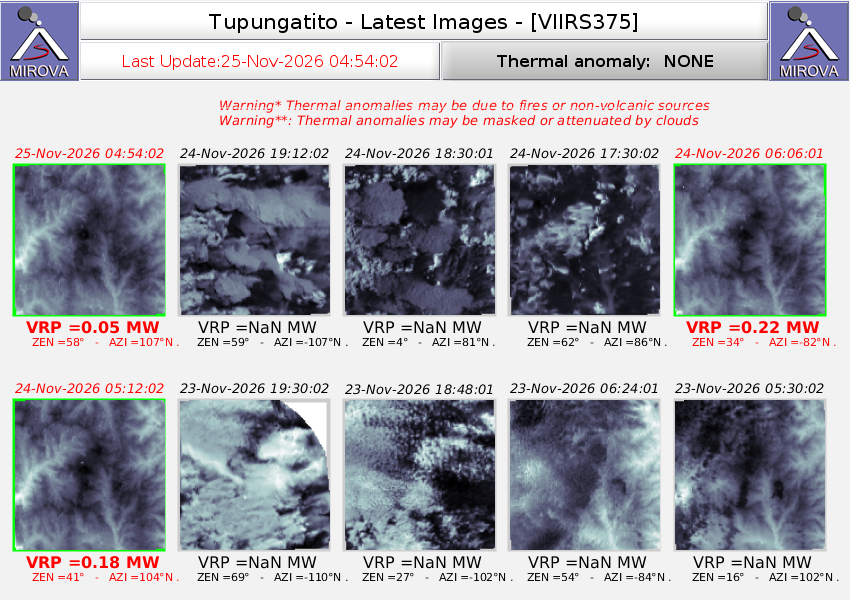 Tupungatito - Latest Images - [VIIRS375]
MIROVA
Last Update:25-Nov-2026 04:54:02
Thermal anomaly: NONE
MIROVA
Warning* Thermal anomalies may be due to fires or non-volcanic sources
Warning**: Thermal anomalies may be masked or attenuated by clouds
25-Nov-2026 04:54:02
24-Nov-2026 19:12:02
24-Nov-2026 18:30:01
24-Nov-2026 17:30:02
24-Nov-2026 06:06:01
VRP =0.05 MW
VRP =NaN MW
VRP =NaN MW
VRP =NaN MW
VRP =0.22 MW
ZEN =58° - AZI =107°N .
ZEN =59° - AZI =-107°N .
ZEN =4° - AZI =81°N .
ZEN =62° - AZI =86°N .
ZEN =34° - AZI =-82°N .
24-Nov-2026 05:12:02
23-Nov-2026 19:30:02
23-Nov-2026 18:48:01
23-Nov-2026 06:24:01
23-Nov-2026 05:30:02
VRP =0.18 MW
VRP =NaN MW
VRP =NaN MW
VRP =NaN MW
VRP =NaN MW
ZEN =41° - AZI =104°N .
ZEN =69° - AZI =-110°N .
ZEN =27° - AZI =-102°N .
ZEN =54° - AZI =-84°N .
ZEN =16° - AZI =102°N .